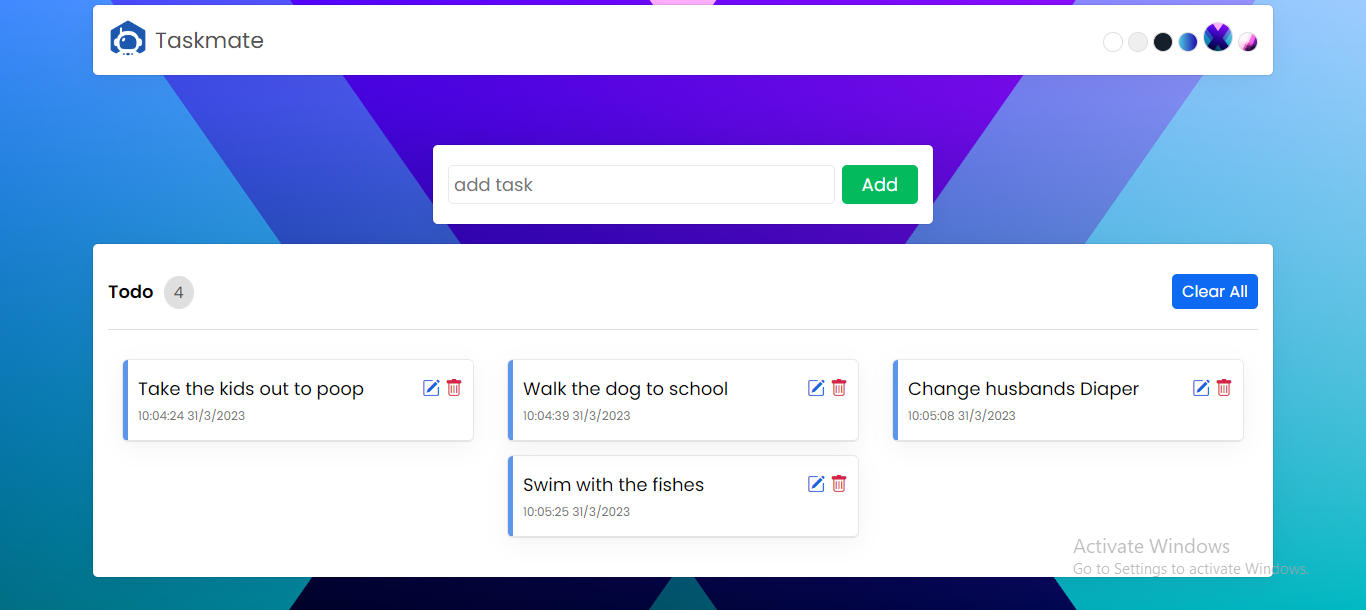 Taskmate
add task
Add
Todo 4
Clear All
Take the kids out to poop
10:04:24 31/3/2023
Walk the dog to school
10:04:39 31/3/2023
Change husbands Diaper
10:05:08 31/3/2023
Swim with the fishes
10:05:25 31/3/2023
Activate Windows
Go to Settings to activate Windows.